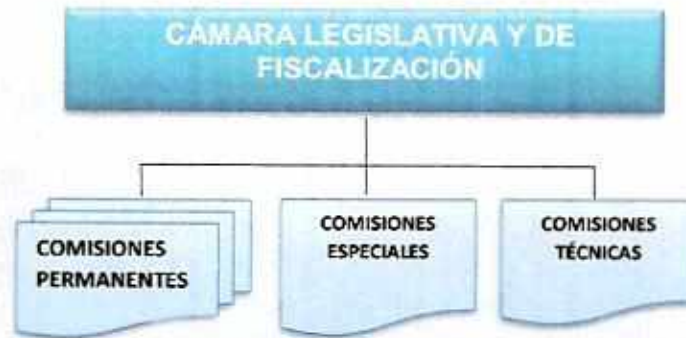 CÁMARA LEGISLATIVA Y DE
FISCALIZACIÓN
COMISIONES
PERMANENTES
COMISIONES
ESPECIALES
COMISIONES
TÉCNICAS